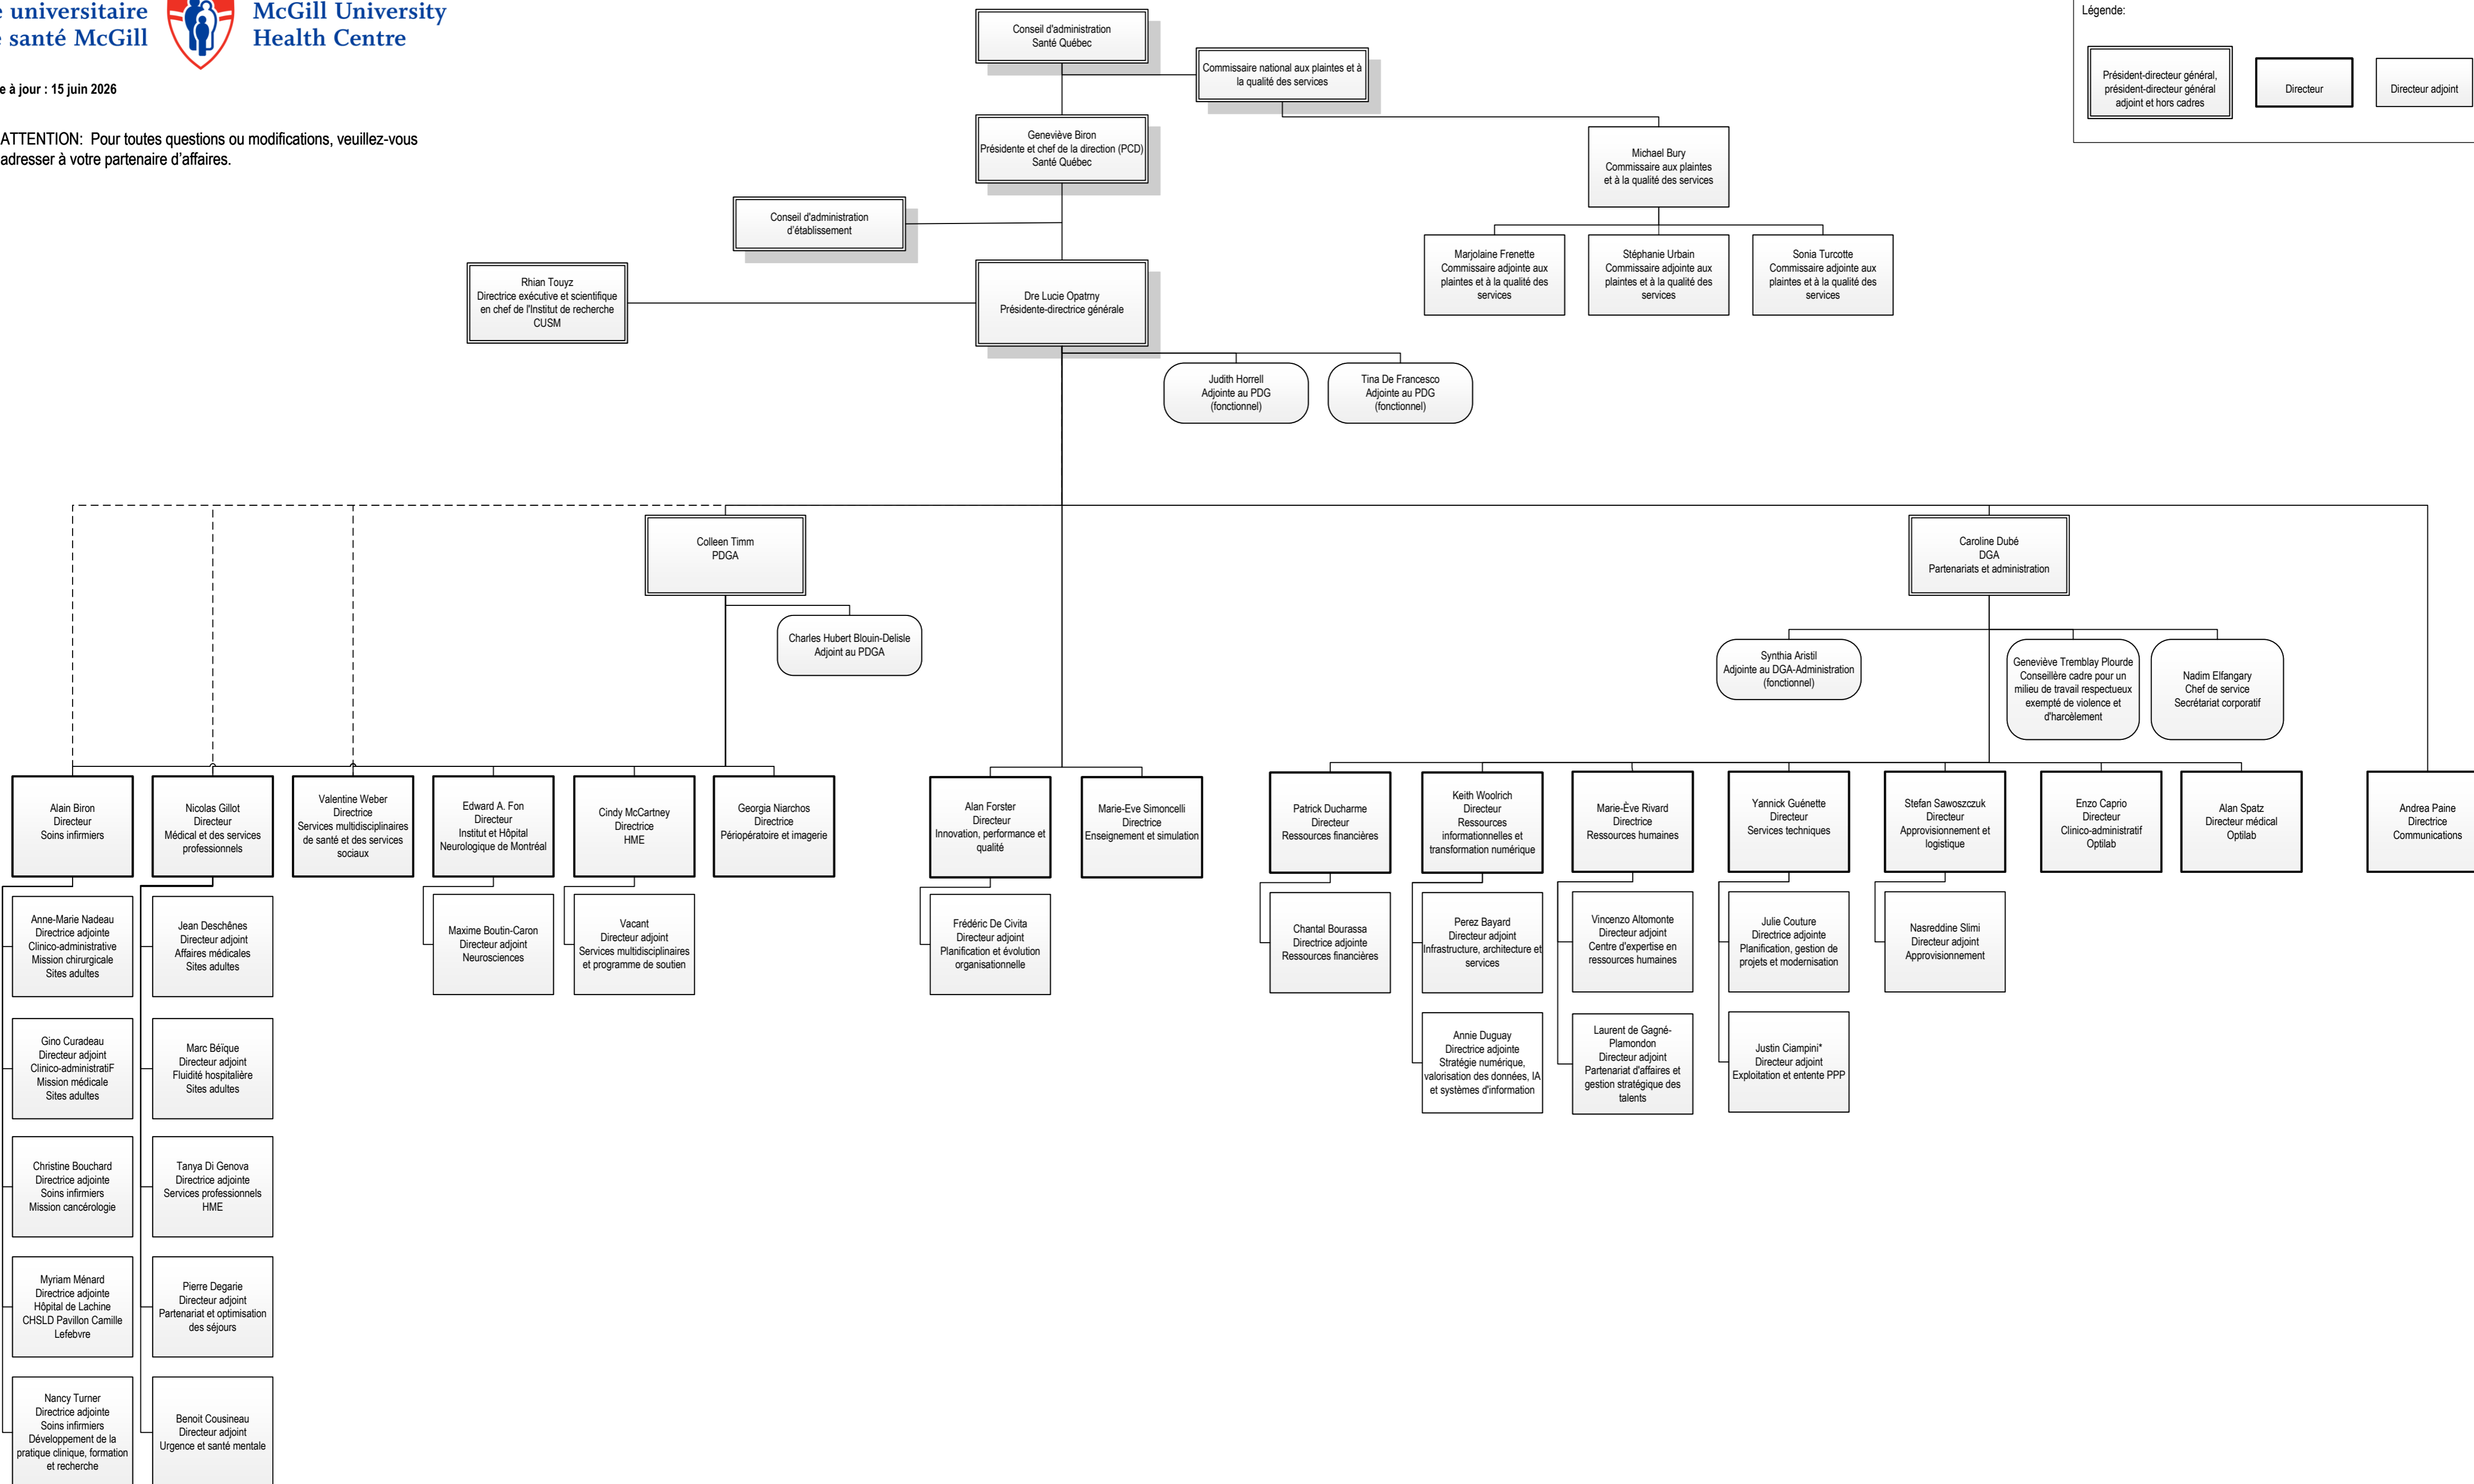 e universitaire
e santé McGill
McGill University
Health Centre
e à jour : 15 juin 2026
ATTENTION: Pour toutes questions ou modifications, veuillez-vous
adresser à votre partenaire d'affaires.
Légende:
Président-directeur général,
président-directeur général
adjoint et hors cadres
Directeur
Directeur adjoint
Conseil d'administration
Santé Québec
Commissaire national aux plaintes et à
la qualité des services
Geneviève Biron
Présidente et chef de la direction (PCD)
Santé Québec
Michael Bury
Commissaire aux plaintes
et à la qualité des services
Conseil d'administration
d'établissement
Marjolaine Frenette
Commissaire adjointe aux
plaintes et à la qualité des
services
Stéphanie Urbain
Commissaire adjointe aux
plaintes et à la qualité des
services
Sonia Turcotte
Commissaire adjointe aux
plaintes et à la qualité des
services
Rhian Touyz
Directrice exécutive et scientifique
en chef de l'Institut de recherche
CUSM
Dre Lucie Opatrny
Présidente-directrice générale
Judith Horrell
Adjointe au PDG
(fonctionnel)
Tina De Francesco
Adjointe au PDG
(fonctionnel)
Colleen Timm
PDGA
Caroline Dubé
DGA
Partenariats et administration
Charles Hubert Blouin-Delisle
Adjoint au PDGA
Synthia Aristil
Adjointe au DGA-Administration
(fonctionnel)
Geneviève Tremblay Plourde
Conseillère cadre pour un
milieu de travail respectueux
exempté de violence et
d'harcèlement
Nadim Elfangary
Chef de service
Secrétariat corporatif
Alain Biron
Directeur
Soins infirmiers
Nicolas Gillot
Directeur
Médical et des services
professionnels
Valentine Weber
Directrice
Services multidisciplinaires
de santé et des services
sociaux
Edward A. Fon
Directeur
Institut et Hôpital
Neurologique de Montréal
Cindy McCartney
Directrice
HME
Georgia Niarchos
Directrice
Périopératoire et imagerie
Alan Forster
Directeur
Innovation, performance et
qualité
Marie-Eve Simoncelli
Directrice
Enseignement et simulation
Patrick Ducharme
Directeur
Ressources financières
Keith Woolrich
Directeur
Ressources
informationnelles et
transformation numérique
Marie-Ève Rivard
Directrice
Ressources humaines
Yannick Guénette
Directeur
Services techniques
Stefan Sawoszczuk
Directeur
Approvisionnement et
logistique
Enzo Caprio
Directeur
Clinico-administratif
Optilab
Alan Spatz
Directeur médical
Optilab
Andrea Paine
Directrice
Communications
Anne-Marie Nadeau
Directrice adjointe
Clinico-administrative
Mission chirurgicale
Sites adultes
Jean Deschênes
Directeur adjoint
Affaires médicales
Sites adultes
Maxime Boutin-Caron
Directeur adjoint
Neurosciences
Vacant
Directeur adjoint
Services multidisciplinaires
et programme de soutien
Frédéric De Civita
Directeur adjoint
Planification et évolution
organisationnelle
Chantal Bourassa
Directrice adjointe
Ressources financières
Perez Bayard
Directeur adjoint
Infrastructure, architecture et
services
Vincenzo Altomonte
Directeur adjoint
Centre d'expertise en
ressources humaines
Julie Couture
Directrice adjointe
Planification, gestion de
projets et modernisation
Nasreddine Slimi
Directeur adjoint
Approvisionnement
Gino Curadeau
Directeur adjoint
Clinico-administratiF
Mission médicale
Sites adultes
Marc Béïque
Directeur adjoint
Fluidité hospitalière
Sites adultes
Annie Duguay
Directrice adjointe
Stratégie numérique,
valorisation des données, IA
et systèmes d'information
Laurent de Gagné-
Plamondon
Directeur adjoint
Partenariat d'affaires et
gestion stratégique des
talents
Justin Ciampini*
Directeur adjoint
Exploitation et entente PPP
Christine Bouchard
Directrice adjointe
Soins infirmiers
Mission cancérologie
Tanya Di Genova
Directrice adjointe
Services professionnels
HME
Myriam Ménard
Directrice adjointe
Hôpital de Lachine
CHSLD Pavillon Camille
Lefebvre
Pierre Degarie
Directeur adjoint
Partenariat et optimisation
des séjours
Nancy Turner
Directrice adjointe
Soins infirmiers
Développement de la
pratique clinique, formation
et recherche
Benoit Cousineau
Directeur adjoint
Urgence et santé mentale